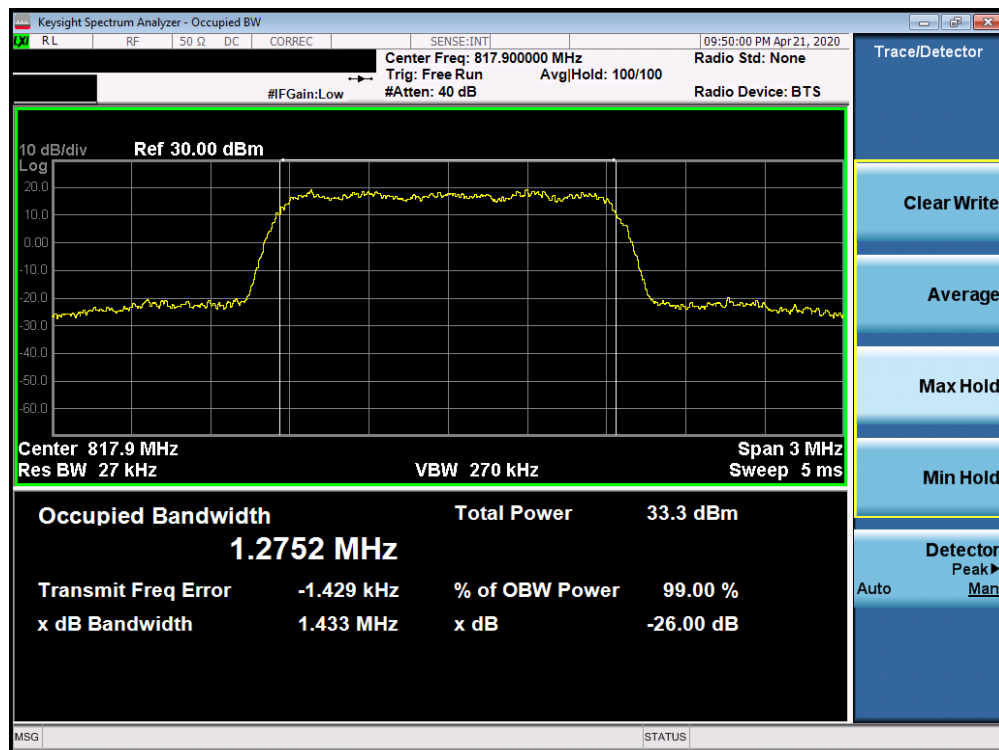 Keysight Spectrum Analyzer - Occupied BW
LXI RL RF 50 Ω DC CORREC SENSE:INT 09:50:00 PM Apr 21, 2020
Center Freq: 817.900000 MHz Radio Std: None
Trig: Free Run Avg|Hold: 100/100
#IFGain:Low #Atten: 40 dB Radio Device: BTS
10 dB/div Ref 30.00 dBm
Log
20.0
10.0
0.00
-10.0
-20.0
-30.0
-40.0
-50.0
-60.0
Center 817.9 MHz Span 3 MHz
Res BW 27 kHz VBW 270 kHz Sweep 5 ms
Occupied Bandwidth Total Power 33.3 dBm
1.2752 MHz
Transmit Freq Error -1.429 kHz % of OBW Power 99.00 %
x dB Bandwidth 1.433 MHz x dB -26.00 dB
MSG STATUS
Trace/Detector
Clear Write
Average
Max Hold
Min Hold
Detector
Peak▶
Auto Man